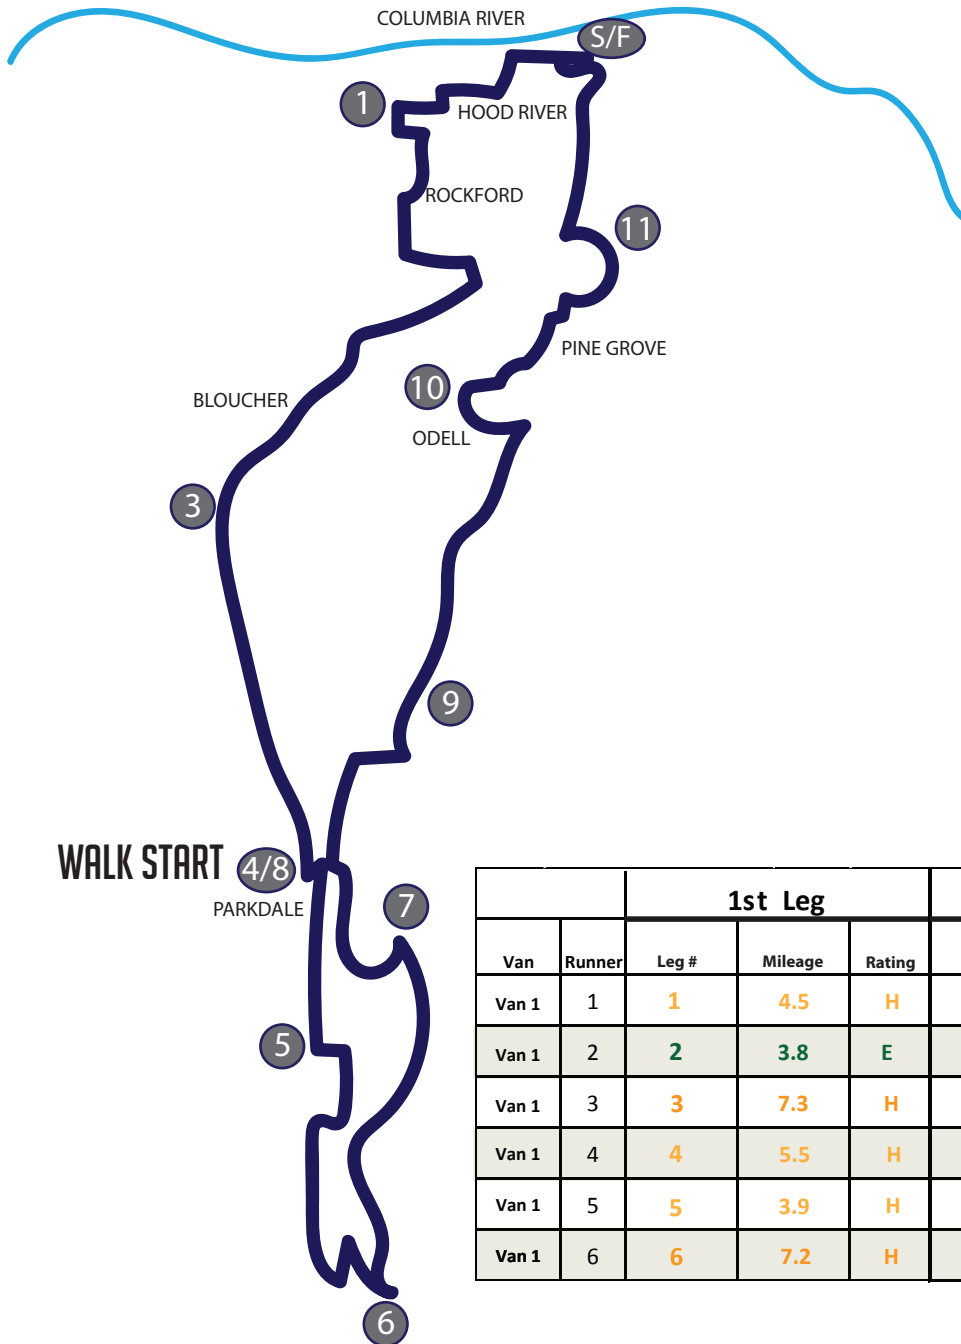 COLUMBIA RIVER
S/F
1
HOOD RIVER
ROCKFORD
11
PINE GROVE
10
BLOUCHER
ODELL
3
9
WALK START
4/8
PARKDALE
7
5
6
1st Leg
Van Runner Leg # Mileage Rating
Van 1 1 1 4.5 H
Van 1 2 2 3.8 E
Van 1 3 3 7.3 H
Van 1 4 4 5.5 H
Van 1 5 5 3.9 H
Van 1 6 6 7.2 H